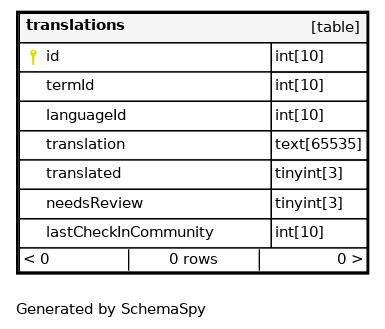 translations [table]
id int[10]
termId int[10]
languageId int[10]
translation text[65535]
translated tinyint[3]
needsReview tinyint[3]
lastCheckInCommunity int[10]
< 0 0 rows 0 >
Generated by SchemaSpy